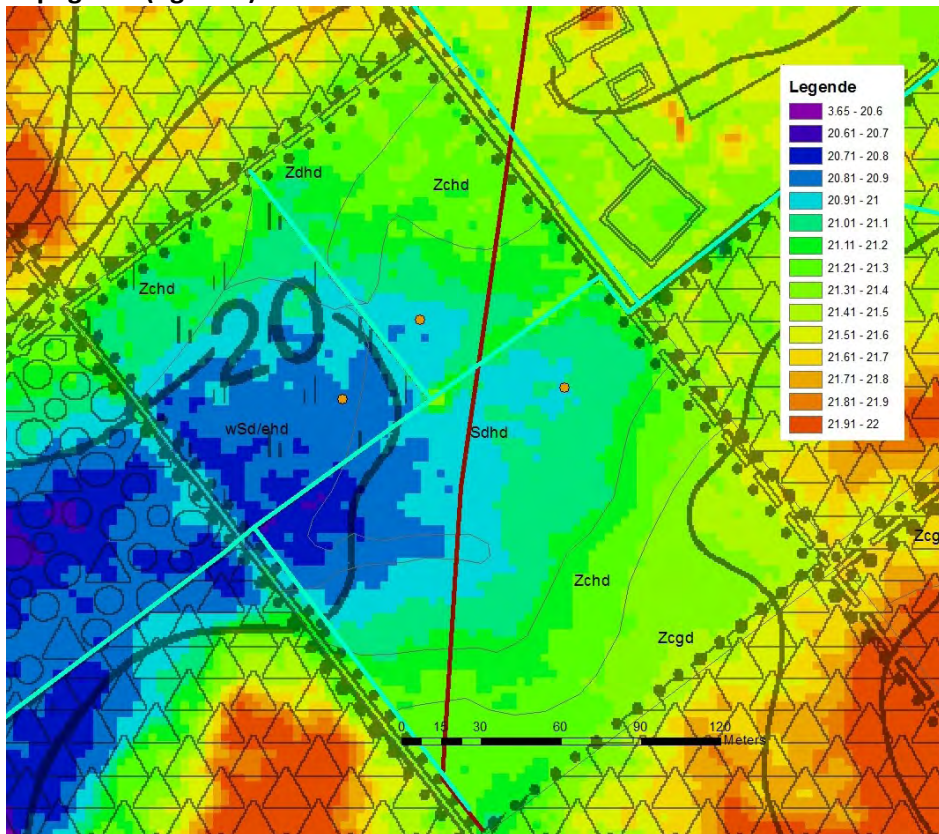 Legende
3.65 - 20.6
20.61 - 20.7
20.71 - 20.8
20.81 - 20.9
20.91 - 21
21.01 - 21.1
21.11 - 21.2
21.21 - 21.3
21.31 - 21.4
21.41 - 21.5
21.51 - 21.6
21.61 - 21.7
21.71 - 21.8
21.81 - 21.9
21.91 - 22
Zdhd
Zchd
Zchd
20
wSd/ehd
Sdhd
Zcg
Zchd
Zcgd
0 15 30 60 90 120
Meters